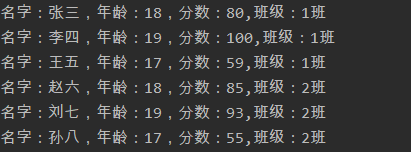 名字：张三，年龄：18，分数：80,班级：1班
名字：李四，年龄：19，分数：100,班级：1班
名字：王五，年龄：17，分数：59,班级：1班
名字：赵六，年龄：18，分数：85,班级：2班
名字：刘七，年龄：19，分数：93,班级：2班
名字：孙八，年龄：17，分数：55,班级：2班